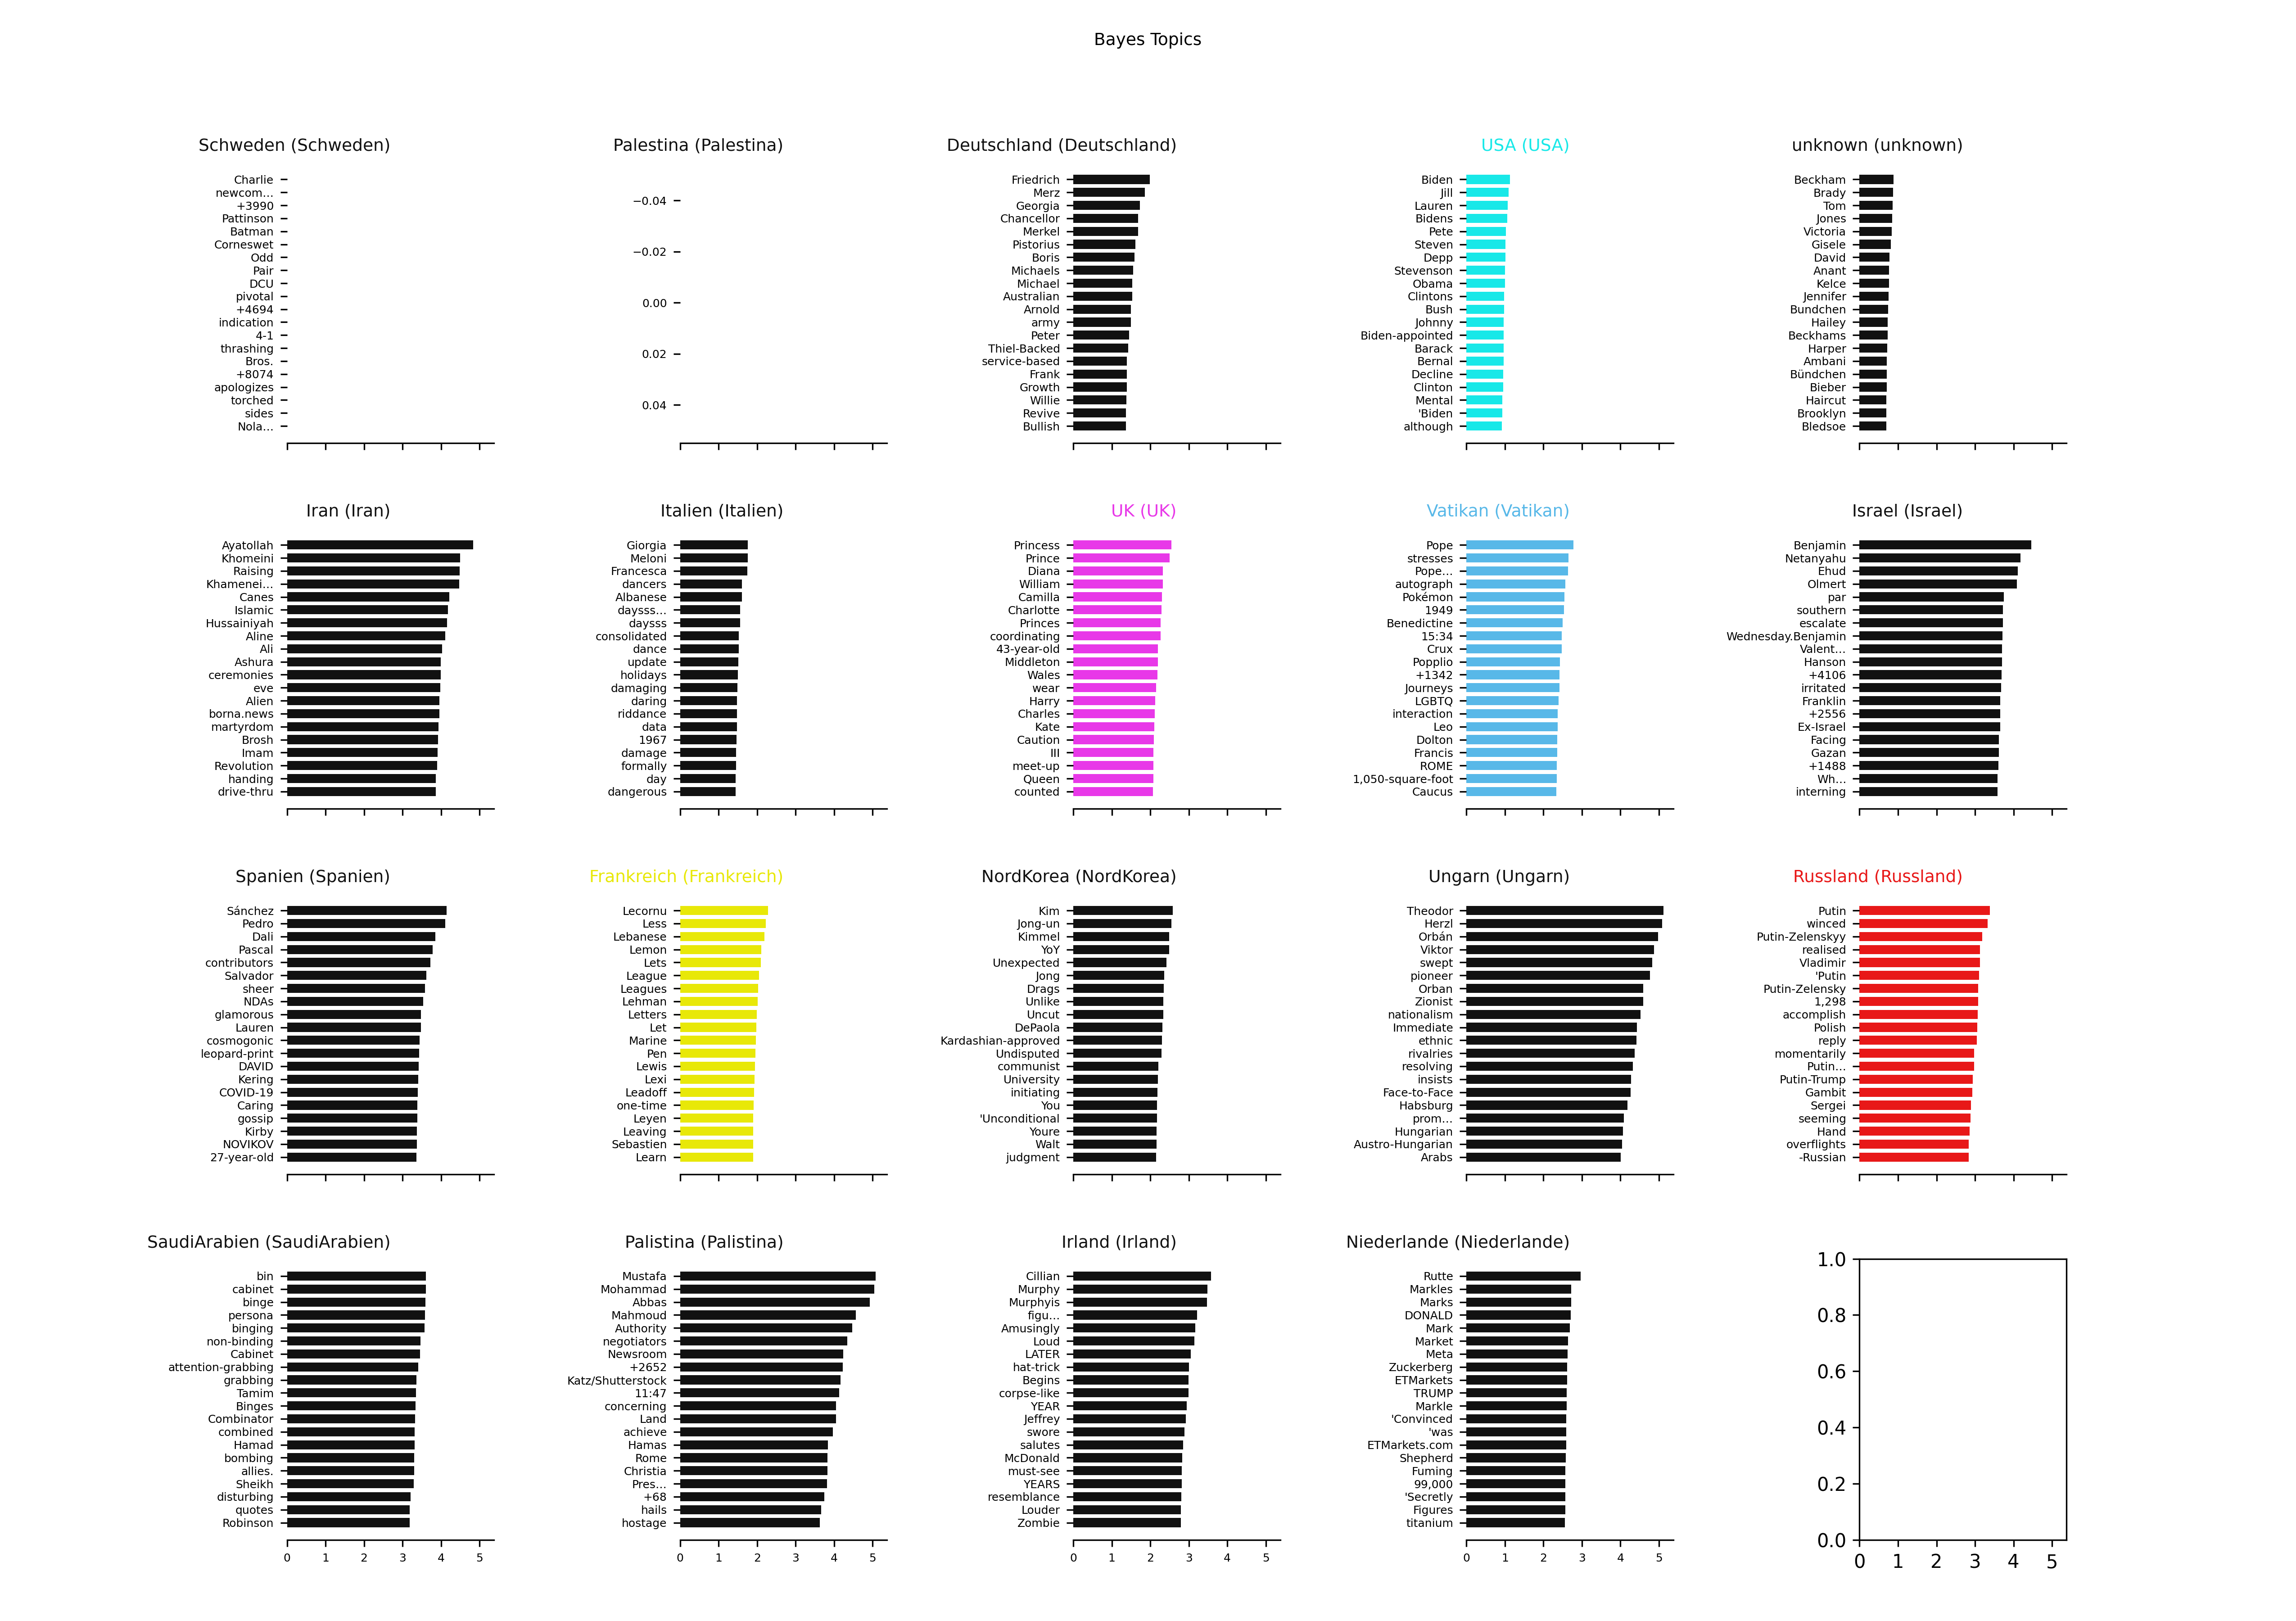 Bayes Topics
Schweden (Schweden)
Charlie
newcom...
+3990
Pattinson
Batman
Corneswet
Odd
Pair
DCU
pivotal
+4694
indication
4-1
thrashing
Bros.
+8074
apologizes
torched
sides
Nola...
Palestina (Palestina)
−0.04
−0.02
0.00
0.02
0.04
Deutschland (Deutschland)
Friedrich
Merz
Georgia
Chancellor
Merkel
Pistorius
Boris
Michaels
Michael
Australian
Arnold
army
Peter
Thiel-Backed
service-based
Frank
Growth
Willie
Revive
Bullish
USA (USA)
Biden
Jill
Lauren
Bidens
Pete
Steven
Depp
Stevenson
Obama
Clintons
Bush
Johnny
Biden-appointed
Barack
Bernal
Decline
Clinton
Mental
'Biden
although
unknown (unknown)
Beckham
Brady
Tom
Jones
Victoria
Gisele
David
Anant
Kelce
Jennifer
Bundchen
Hailey
Beckhams
Harper
Ambani
Bündchen
Bieber
Haircut
Brooklyn
Bledsoe
Iran (Iran)
Ayatollah
Khomeini
Raising
Khamenei...
Canes
Islamic
Hussainiyah
Aline
Ali
Ashura
ceremonies
eve
Alien
borna.news
martyrdom
Brosh
Imam
Revolution
handing
drive-thru
Italien (Italien)
Giorgia
Meloni
Francesca
dancers
Albanese
daysss...
daysss
consolidated
dance
update
holidays
damaging
daring
riddance
data
1967
damage
formally
day
dangerous
UK (UK)
Princess
Prince
Diana
William
Camilla
Charlotte
Princes
coordinating
43-year-old
Middleton
Wales
wear
Harry
Charles
Kate
Caution
III
meet-up
Queen
counted
Vatikan (Vatikan)
Pope
stresses
Pope...
autograph
Pokémon
1949
Benedictine
15:34
Crux
Popplio
+1342
Journeys
LGBTQ
interaction
Leo
Dolton
Francis
ROME
1,050-square-foot
Caucus
Israel (Israel)
Benjamin
Netanyahu
Ehud
Olmert
par
southern
escalate
Wednesday.Benjamin
Valent...
Hanson
+4106
irritated
Franklin
+2556
Ex-Israel
Facing
Gazan
+1488
Wh...
interning
Spanien (Spanien)
Sánchez
Pedro
Dali
Pascal
contributors
Salvador
sheer
NDAs
glamorous
Lauren
cosmogonic
leopard-print
DAVID
Kering
COVID-19
Caring
gossip
Kirby
NOVIKOV
27-year-old
Frankreich (Frankreich)
Lecornu
Less
Lebanese
Lemon
Lets
League
Leagues
Lehman
Letters
Let
Marine
Pen
Lewis
Lexi
Leadoff
one-time
Leyen
Leaving
Sebastien
Learn
NordKorea (NordKorea)
Kim
Jong-un
Kimmel
YoY
Unexpected
Jong
Drags
Unlike
Uncut
DePaola
Kardashian-approved
Undisputed
communist
University
initiating
You
'Unconditional
Youre
Walt
judgment
Ungarn (Ungarn)
Theodor
Herzl
Orbán
Viktor
swept
pioneer
Orban
Zionist
nationalism
Immediate
ethnic
rivalries
resolving
insists
Face-to-Face
Habsburg
prom...
Hungarian
Austro-Hungarian
Arabs
Russland (Russland)
Putin
winced
Putin-Zelenskyy
realised
Vladimir
'Putin
Putin-Zelensky
1,298
accomplish
Polish
reply
momentarily
Putin...
Putin-Trump
Gambit
Sergei
seeming
Hand
overflights
-Russian
SaudiArabien (SaudiArabien)
bin
cabinet
binge
persona
binging
non-binding
Cabinet
attention-grabbing
grabbing
Tamim
Binges
Combinator
combined
Hamad
bombing
allies.
Sheikh
disturbing
quotes
Robinson
0 1 2 3 4 5
Palistina (Palistina)
Mustafa
Mohammad
Abbas
Mahmoud
Authority
negotiators
Newsroom
+2652
Katz/Shutterstock
11:47
concerning
Land
achieve
Hamas
Rome
Christia
Pres...
+68
hails
hostage
0 1 2 3 4 5
Irland (Irland)
Cillian
Murphy
Murphyis
figu...
Amusingly
Loud
LATER
hat-trick
Begins
corpse-like
YEAR
Jeffrey
swore
salutes
McDonald
must-see
YEARS
resemblance
Louder
Zombie
0 1 2 3 4 5
Niederlande (Niederlande)
Rutte
Markles
Marks
DONALD
Mark
Market
Meta
Zuckerberg
ETMarkets
TRUMP
Markle
'Convinced
'was
ETMarkets.com
Shepherd
Fuming
99,000
'Secretly
Figures
titanium
0 1 2 3 4 5
1.0
0.8
0.6
0.4
0.2
0.0
0 1 2 3 4 5